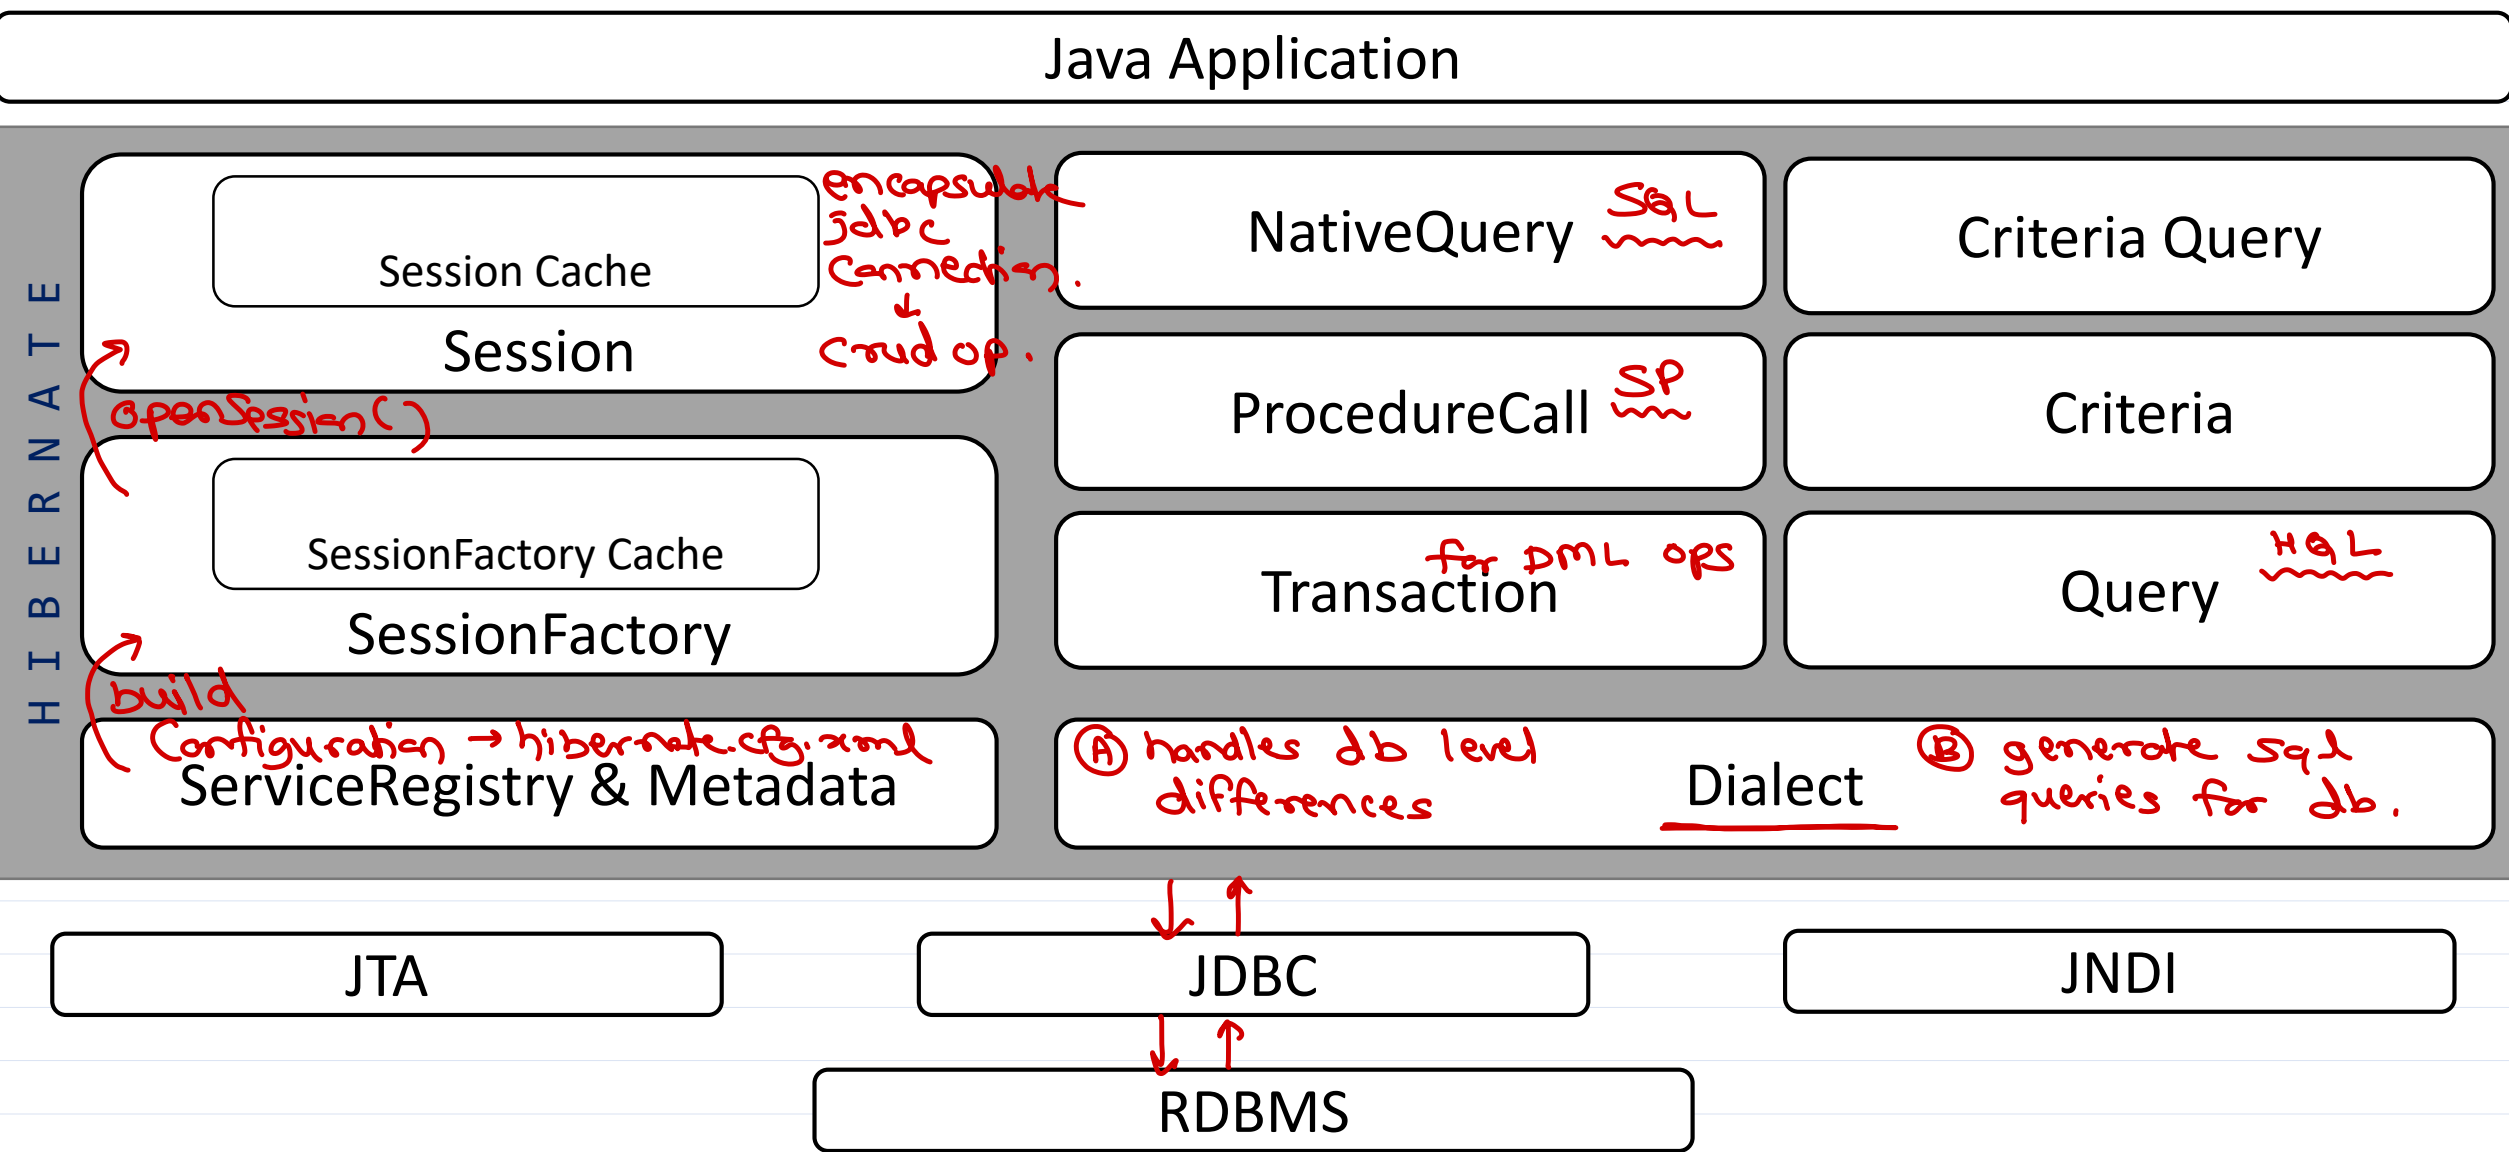 Java Application
HIBERNATE
Session Cache
Session
encapsulate
jdbc
connection.
crud op.
openSession()
SessionFactory Cache
SessionFactory
build
Configuration → hibernate.cfg.xml
ServiceRegistry & Metadata
NativeQuery
SQL
Criteria Query
ProcedureCall
SP
Criteria
for DML ops
Transaction
HQL
Query
A handles db level
differences
Dialect
B generate sql
queries for db.
JTA
JDBC
JNDI
RDBMS